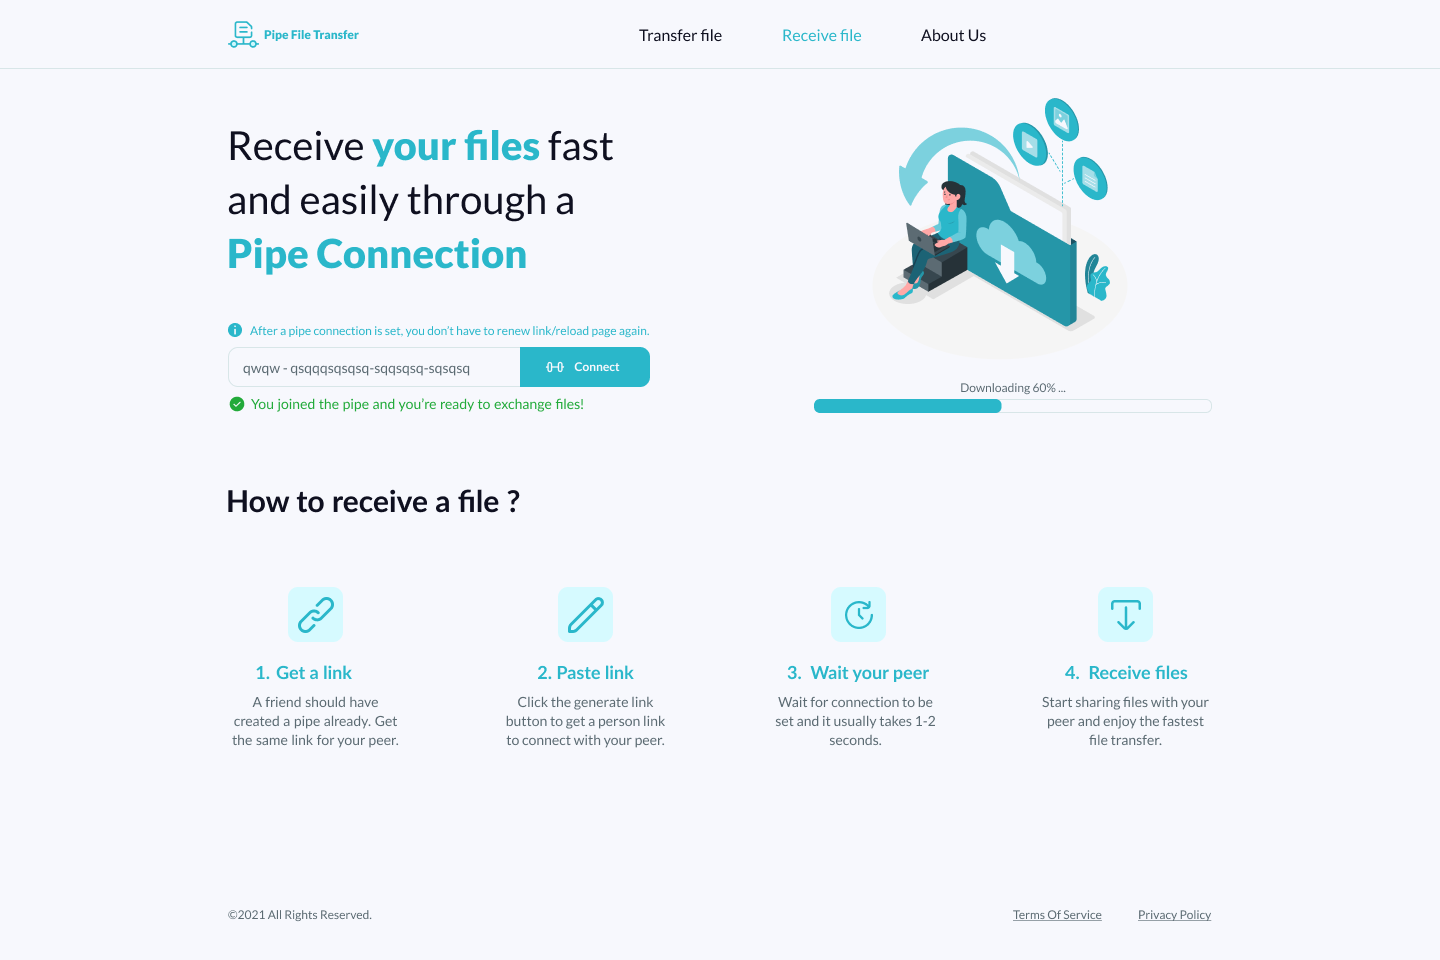 Pipe File Transfer
Transfer file
Receive file
About Us
Receive your files fast
and easily through a
Pipe Connection
After a pipe connection is set, you don't have to renew link/reload page again.
qwqw - qsqqqsqsqsq-sqqsqsq-sqsqsq
Connect
You joined the pipe and you're ready to exchange files!
Downloading 60% ...
How to receive a file ?
1. Get a link
A friend should have
created a pipe already. Get
the same link for your peer.
2. Paste link
Click the generate link
button to get a person link
to connect with your peer.
3. Wait your peer
Wait for connection to be
set and it usually takes 1-2
seconds.
4. Receive files
Start sharing files with your
peer and enjoy the fastest
file transfer.
©2021 All Rights Reserved.
Terms Of Service
Privacy Policy